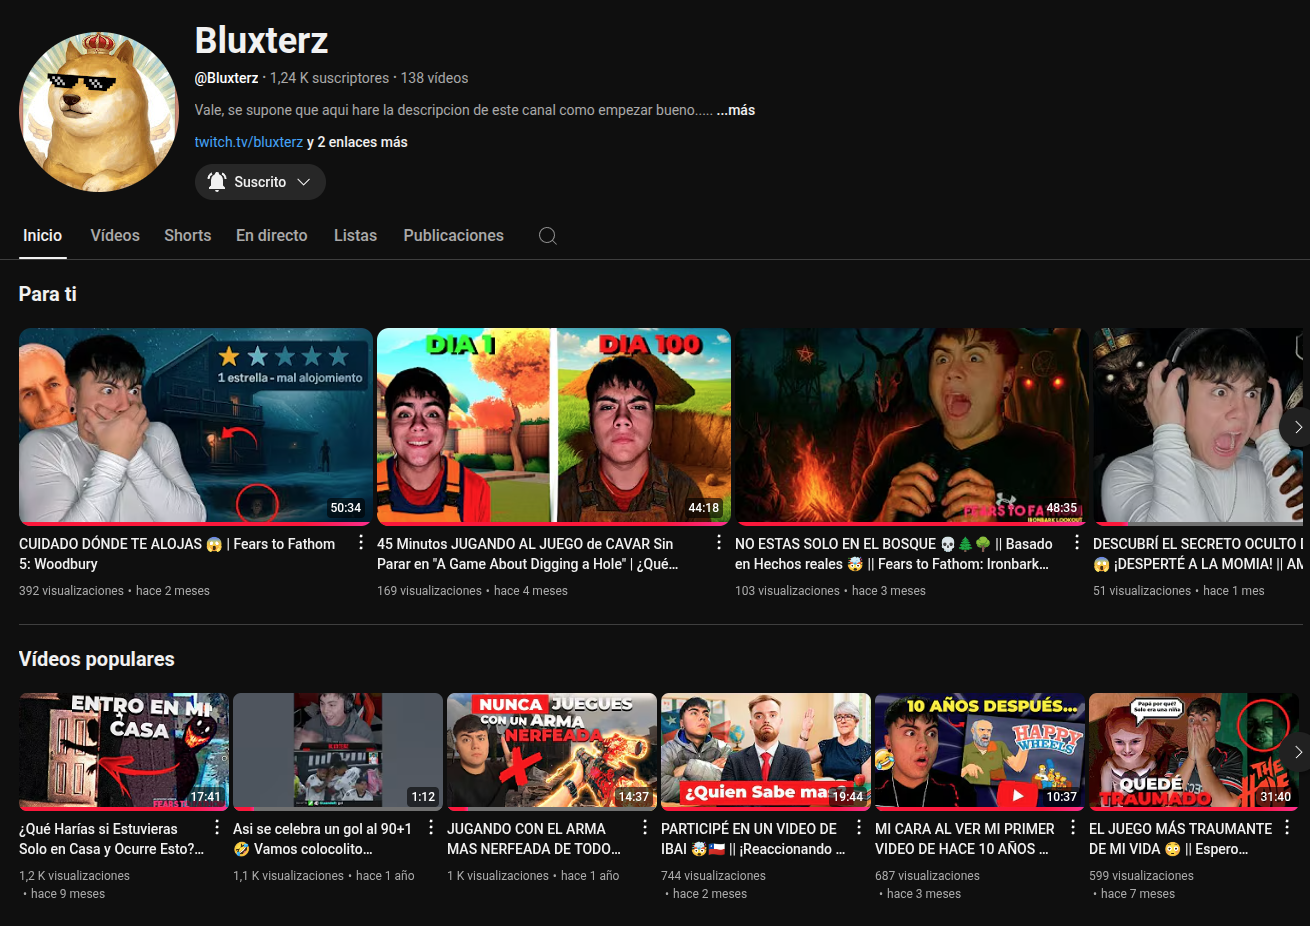 Bluxterz
@Bluxterz · 1,24 K suscriptores · 138 vídeos
Vale, se supone que aqui hare la descripcion de este canal como empezar bueno..... ...más
twitch.tv/bluxterz y 2 enlaces más
Suscrito
Inicio Vídeos Shorts En directo Listas Publicaciones
Para ti
1 estrella - mal alojomiento
50:34
CUIDADO DÓNDE TE ALOJAS 😱 | Fears to Fathom
5: Woodbury
392 visualizaciones • hace 2 meses
DIA 1 DIA 100
44:18
45 Minutos JUGANDO AL JUEGO de CAVAR Sin
Parar en "A Game About Digging a Hole" | ¿Qué…
169 visualizaciones • hace 4 meses
FEARS TO FA
IRONBARK LOOKOUT
48:35
NO ESTAS SOLO EN EL BOSQUE 💀🌲🌳 || Basado
en Hechos reales 🤯 || Fears to Fathom: Ironbark…
103 visualizaciones • hace 3 meses
DESCUBRÍ EL SECRETO OCULTO
😱 ¡DESPERTÉ A LA MOMIA! || AM
51 visualizaciones • hace 1 mes
Vídeos populares
ENTRO EN MI
CASA
FEARS
17:41
¿Qué Harías si Estuvieras
Solo en Casa y Ocurre Esto?…
1,2 K visualizaciones
• hace 9 meses
1:12
Asi se celebra un gol al 90+1
🤣 Vamos colocolito…
1,1 K visualizaciones • hace 1 año
NUNCA JUEGUES
CON UN ARMA
NERFEADA
14:37
JUGANDO CON EL ARMA
MAS NERFEADA DE TODO…
1 K visualizaciones • hace 1 año
¿Quien Sabe mas
19:44
PARTICIPÉ EN UN VIDEO DE
IBAI 🤯🇨🇱 || ¡Reaccionando …
744 visualizaciones
• hace 2 meses
10 AÑOS DESPUÉS...
HAPPY
WHEELS
10:37
MI CARA AL VER MI PRIMER
VIDEO DE HACE 10 AÑOS …
687 visualizaciones
• hace 3 meses
Papá por qué?
Solo era una niña
QUEDÉ
TRAUMADO
THE
31:40
EL JUEGO MÁS TRAUMANTE
DE MI VIDA 😳 || Espero…
599 visualizaciones
• hace 7 meses